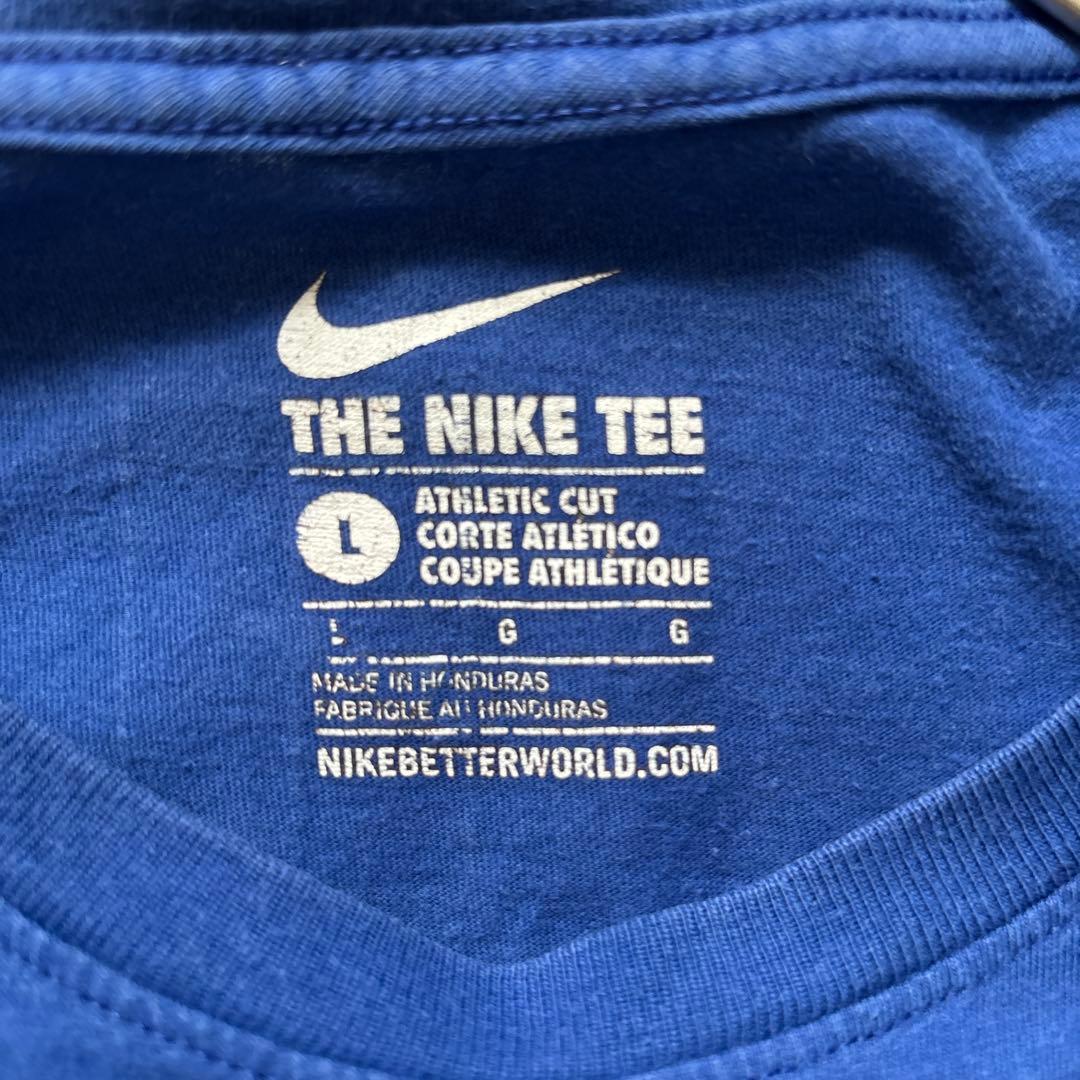 THE NIKE TEE
L
ATHLETIC CUT
CORTE ATLÉTICO
COUPE ATHLÉTIQUE
L G G
MADE IN HONDURAS
FABRIQUE AU HONDURAS
NIKEBETTERWORLD.COM